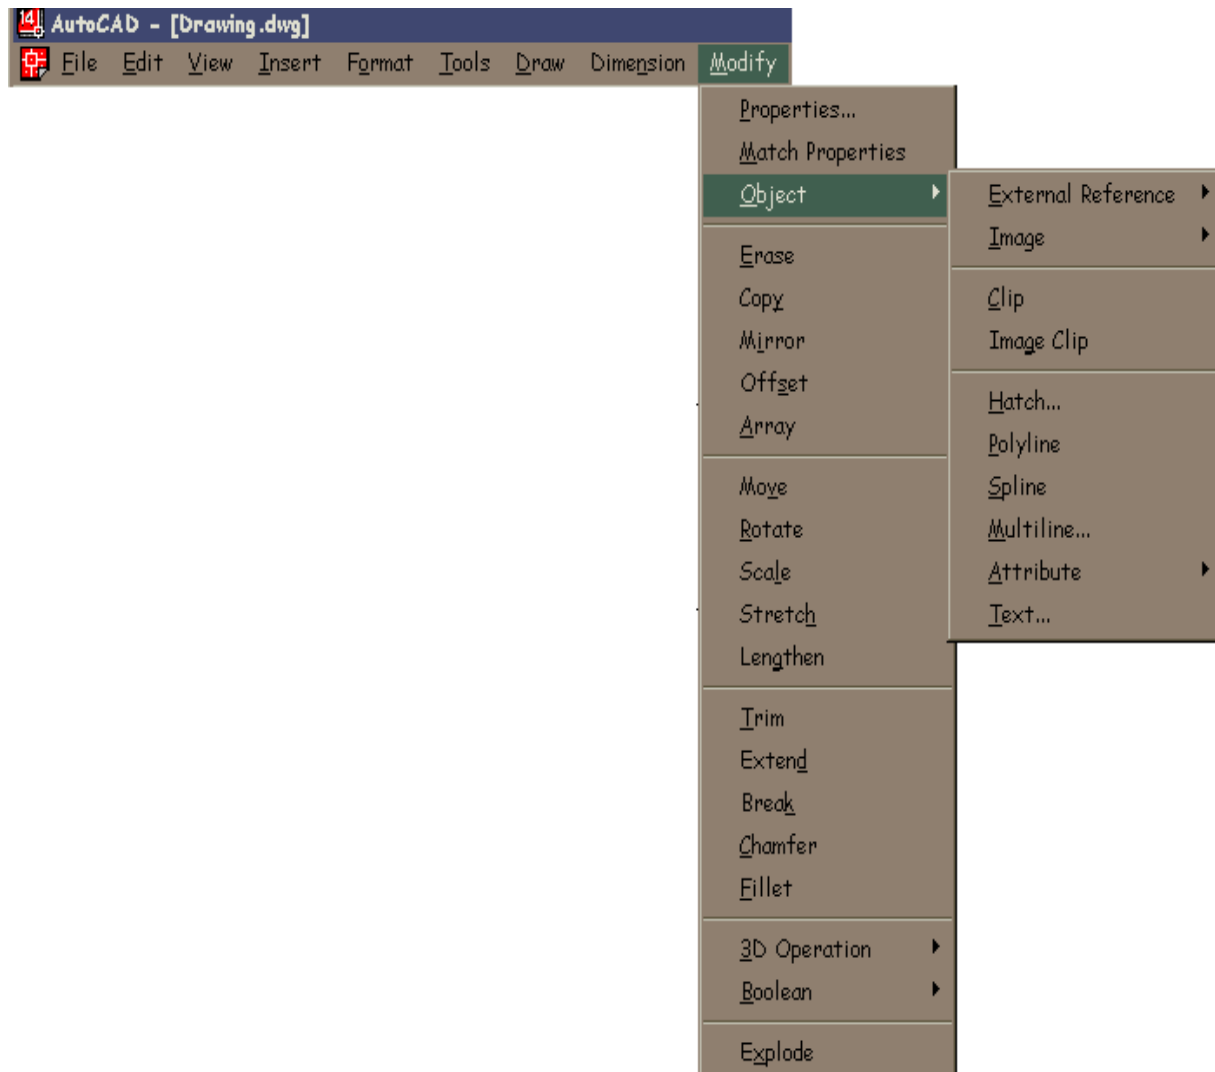 14 AutoCAD - [Drawing.dwg]
File Edit View Insert Format Tools Draw Dimension Modify
Properties...
Match Properties
Object
Erase
Copy
Mirror
Offset
Array
Move
Rotate
Scale
Stretch
Lengthen
Trim
Extend
Break
Chamfer
Fillet
3D Operation
Boolean
Explode
External Reference
Image
Clip
Image Clip
Hatch...
Polyline
Spline
Multiline...
Attribute
Text...